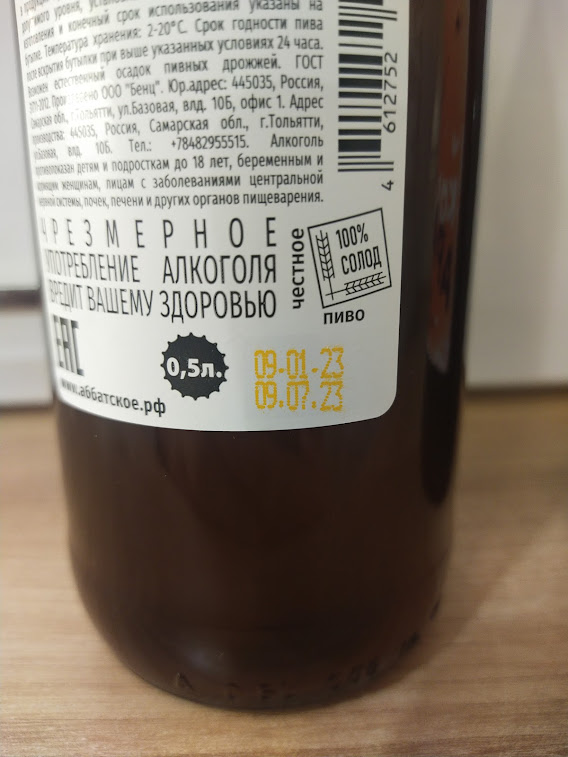 уровня,
и конечный срок использования указаны на
бутылке. Температура хранения: 2-20°С. Срок годности пива
после вскрытия бутылки при выше указанных условиях 24 часа.
Возможен естественный осадок пивных дрожжей. ГОСТ
ООО "Бенц". Юр.адрес: 445035, Россия,
Самарская обл., г.Тольятти, ул.Базовая, влд. 10Б, офис 1. Адрес
производства: 445035, Россия, Самарская обл., г.Тольятти,
ул.Базовая, влд. 10Б. Тел.: +78482955515. Алкоголь
противопоказан детям и подросткам до 18 лет, беременным и
кормящим женщинам, лицам с заболеваниями центральной
нервной системы, почек, печени и других органов пищеварения.
ЧРЕЗМЕРНОЕ
УПОТРЕБЛЕНИЕ АЛКОГОЛЯ
ВРЕДИТ ВАШЕМУ ЗДОРОВЬЮ
4 612752
честное
100%
СОЛОД
ПИВО
ЕАС
0,5л.
09.01.23
09.07.23
www.аббатское.рф